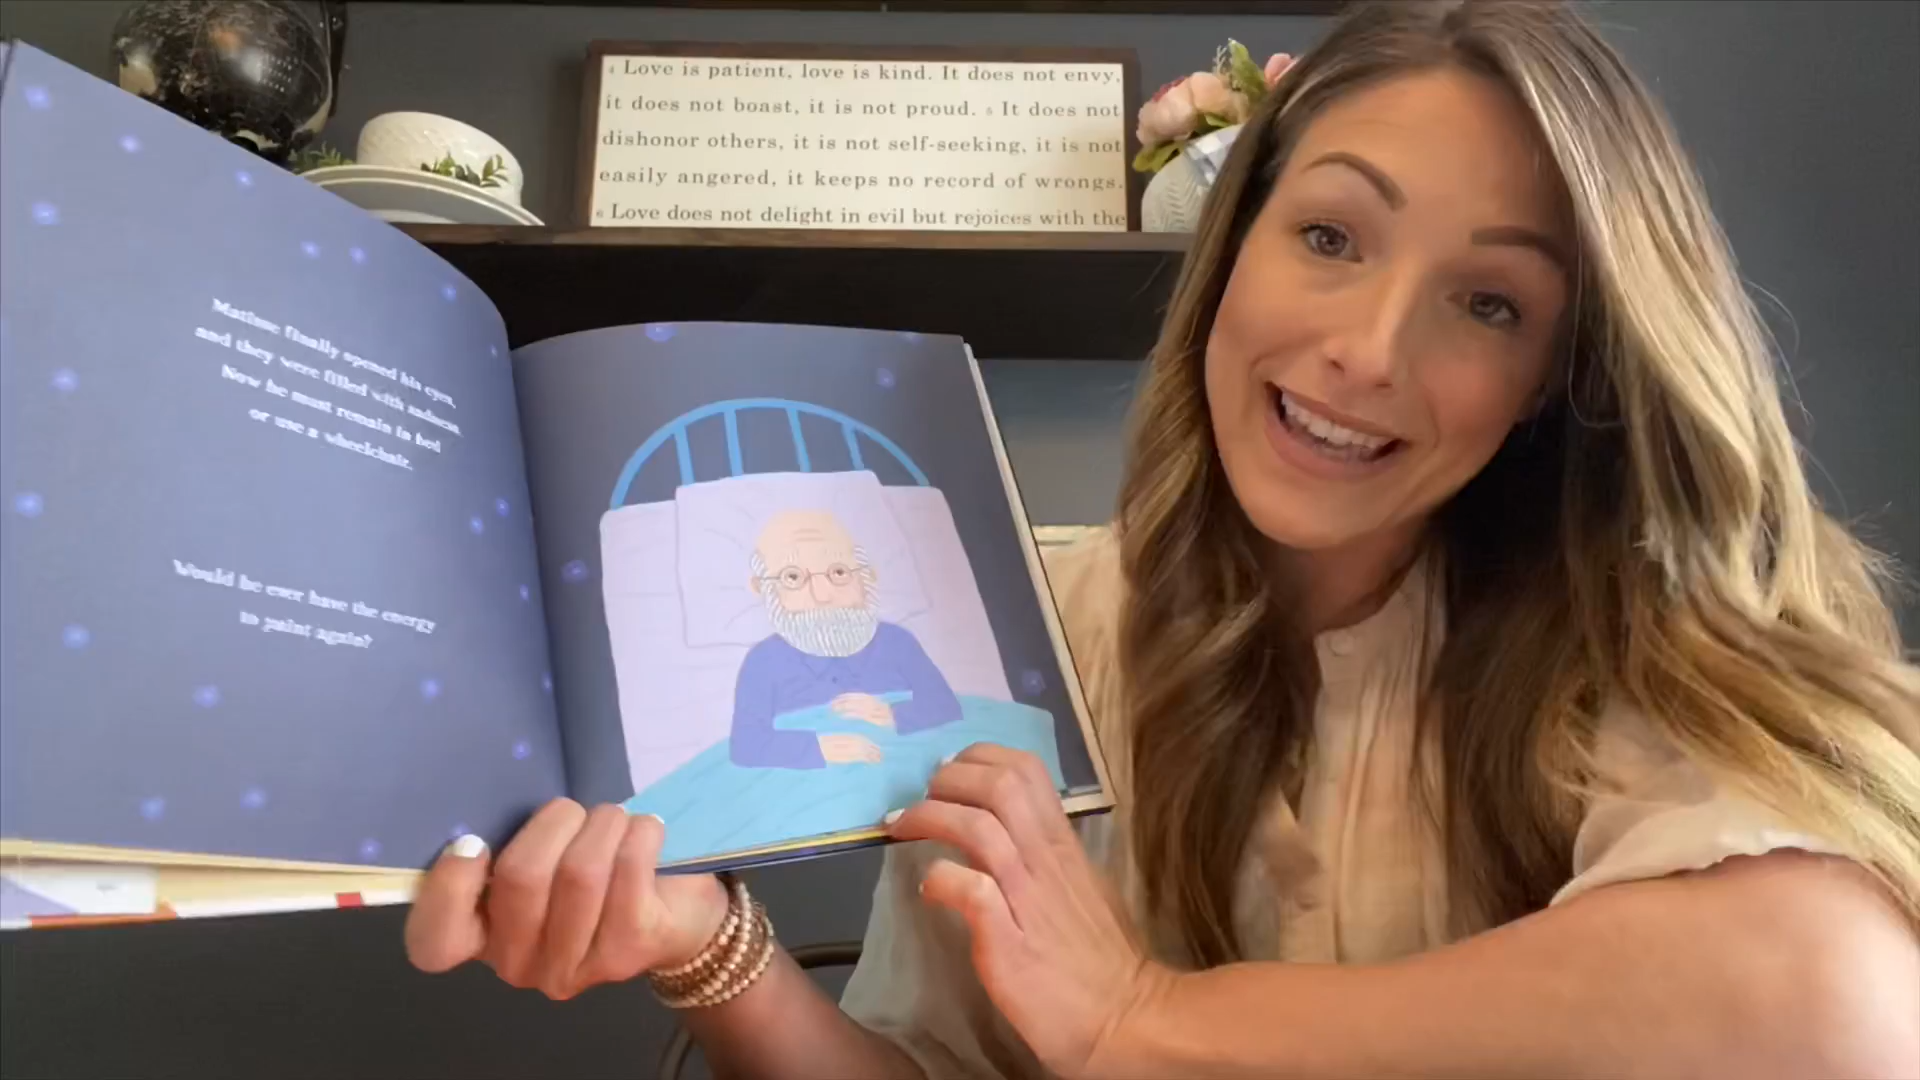 4 Love is patient, love is kind. It does not envy,
it does not boast, it is not proud. 5 It does not
dishonor others, it is not self-seeking, it is not
easily angered, it keeps no record of wrongs.
6 Love does not delight in evil but rejoices with the
Matisse finally opened his eyes,
and they were filled with sadness.
Now he must remain in bed
or use a wheelchair.
Would he ever have the energy
to paint again?